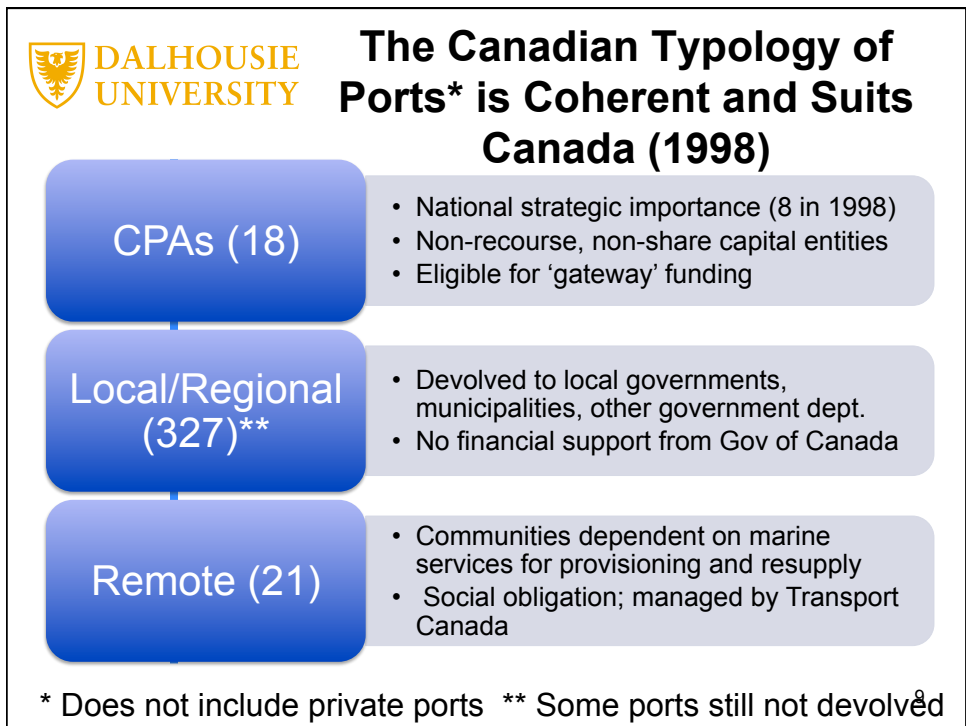 DALHOUSIE
UNIVERSITY
The Canadian Typology of
Ports* is Coherent and Suits
Canada (1998)
CPAs (18)
• National strategic importance (8 in 1998)
• Non-recourse, non-share capital entities
• Eligible for ‘gateway’ funding
Local/Regional
(327)**
• Devolved to local governments,
municipalities, other government dept.
• No financial support from Gov of Canada
Remote (21)
• Communities dependent on marine
services for provisioning and resupply
• Social obligation; managed by Transport
Canada
* Does not include private ports ** Some ports still not devolved
9